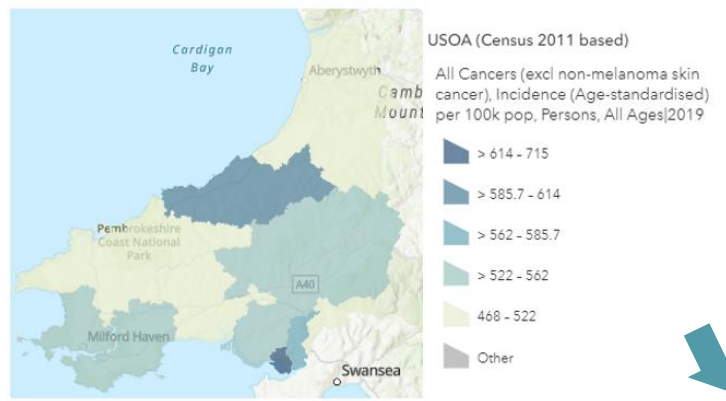 Cardigan
Bay
Aberystwyth
Camb
Mount
Pembrokeshire
Coast National
Park
A40
Milford Haven
Swansea
USOA (Census 2011 based)
All Cancers (excl non-melanoma skin
cancer), Incidence (Age-standardised)
per 100k pop, Persons, All Ages|2019
> 614 - 715
> 585.7 - 614
> 562 - 585.7
> 522 - 562
468 - 522
Other